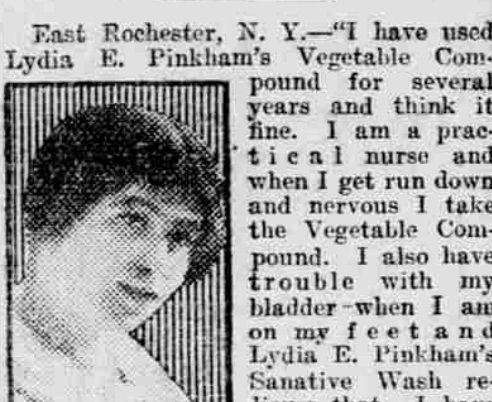 East Rochester, N. Y.—"I have used
Lydia E. Pinkham's Vegetable Com-
pound for several
years and think it
fine. I am a prac-
tical nurse and
when I get run down
and nervous I take
the Vegetable Com-
pound. I also have
trouble with my
bladder when I am
on my feet and
Lydia E. Pinkham's
Sanative Wash re-
that. I have